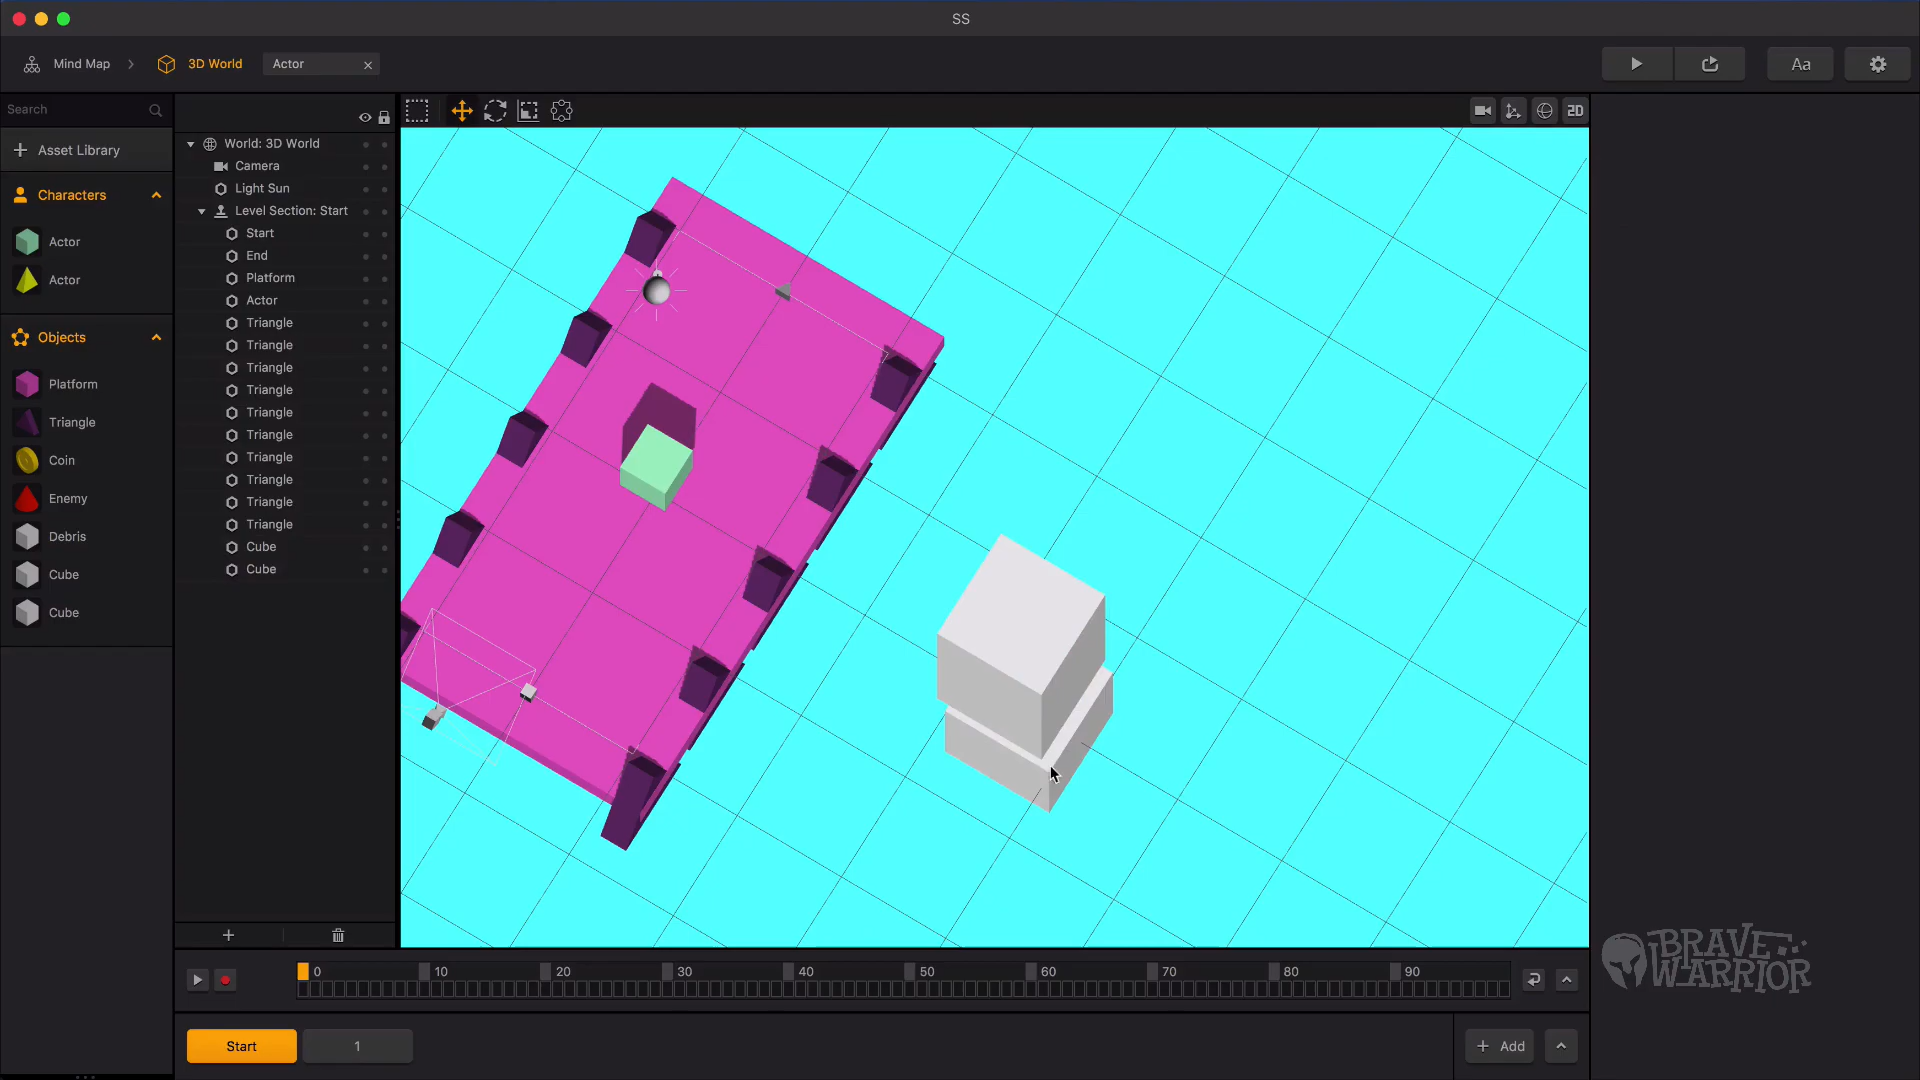 SS
Mind Map
3D World
Actor
Aa
Search
2D
Asset Library
Characters
Actor
Actor
Objects
Platform
Triangle
Coin
Enemy
Debris
Cube
Cube
World: 3D World
Camera
Light Sun
Level Section: Start
Start
End
Platform
Actor
Triangle
Triangle
Triangle
Triangle
Triangle
Triangle
Triangle
Triangle
Triangle
Triangle
Cube
Cube
0 10 20 30 40 50 60 70 80 90
Start
1
Add
BRAVE
WARRIOR